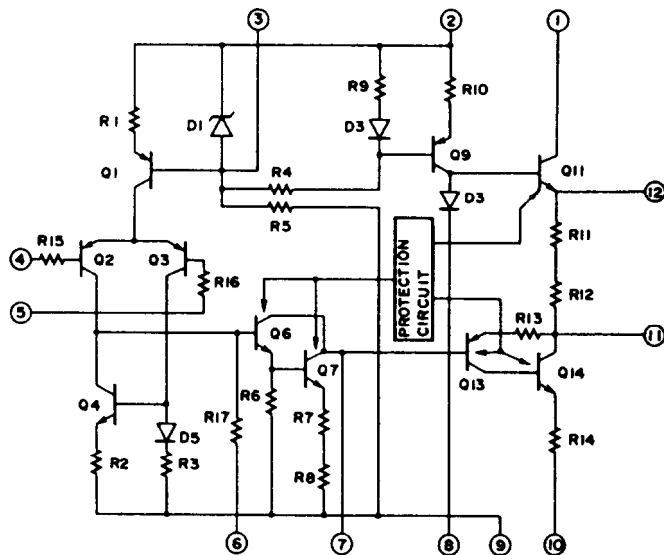 3 2 1
R9
R10
R1
D1
D3
Q9
Q1
R4
Q11
R5
D3
12
R15
R11
4 Q2 Q3
R16
PROTECTION
CIRCUIT
R12
5
R13
11
Q6
Q7
Q13 Q14
Q4
R6
R17
R7
D5
R14
R2 R3
R8
6 7 8 9 10